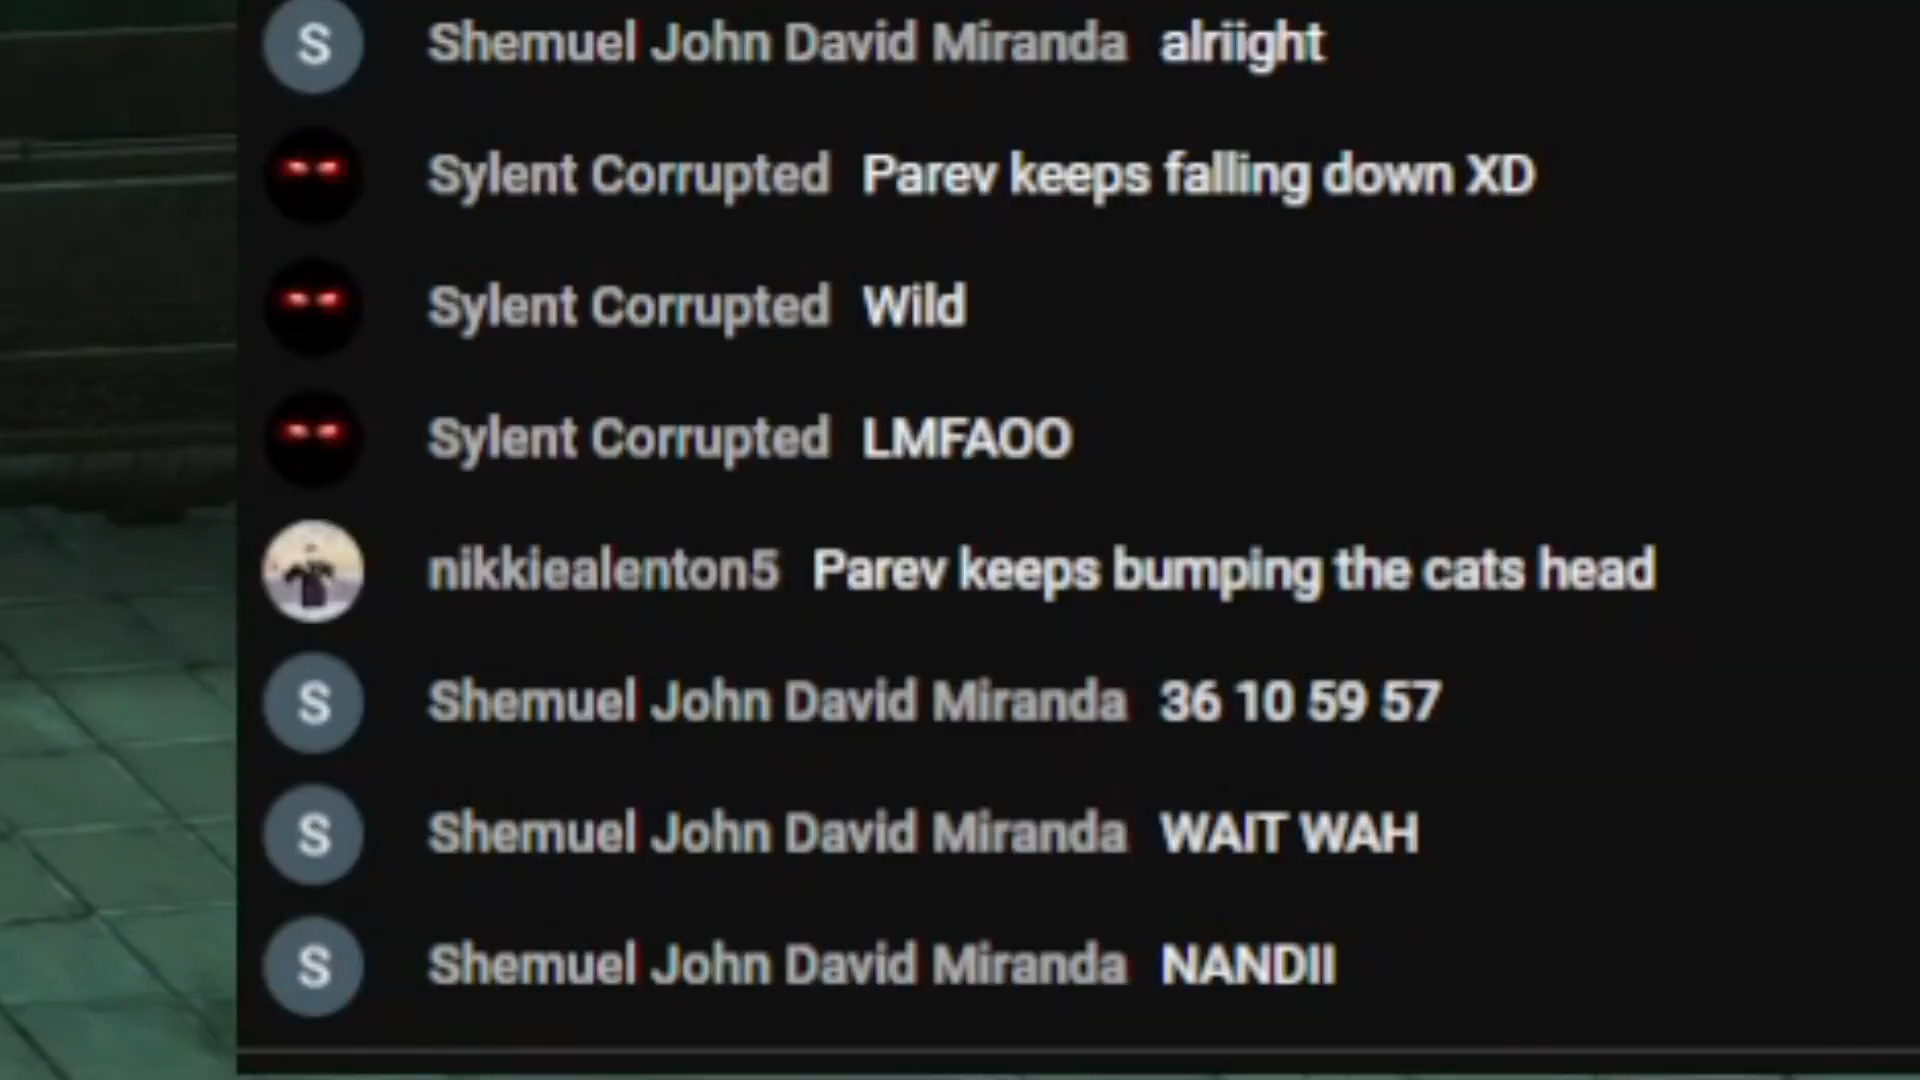 S Shemuel John David Miranda alriight
Sylent Corrupted Parev keeps falling down XD
Sylent Corrupted Wild
Sylent Corrupted LMFAOO
nikkiealenton5 Parev keeps bumping the cats head
S Shemuel John David Miranda 36 10 59 57
S Shemuel John David Miranda WAIT WAH
S Shemuel John David Miranda NANDII